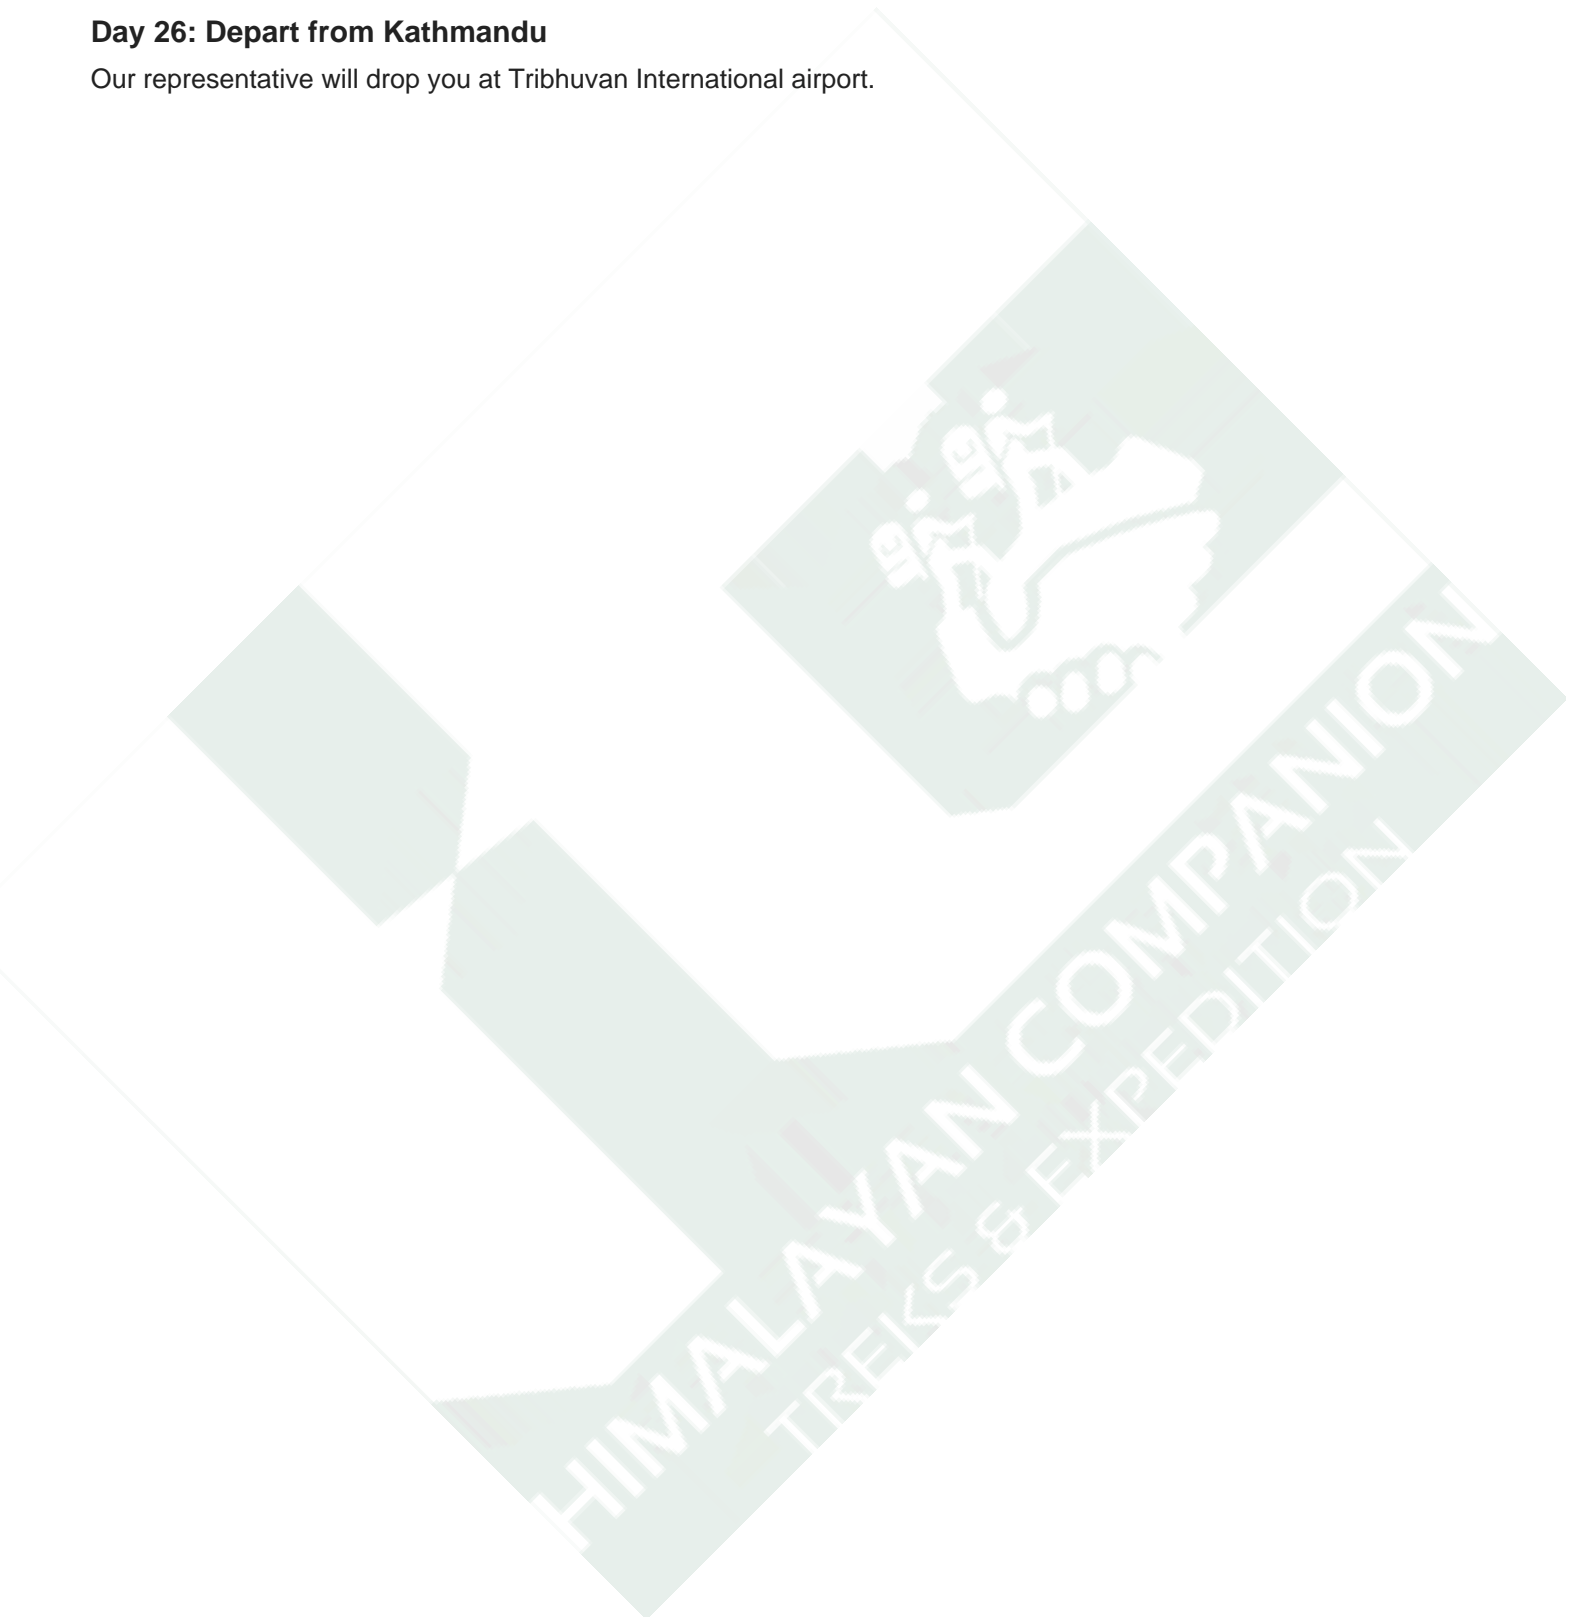 Day 26: Depart from Kathmandu
Our representative will drop you at Tribhuvan International airport.
HIMALAYAN COMPANION
TREKS & EXPEDITION